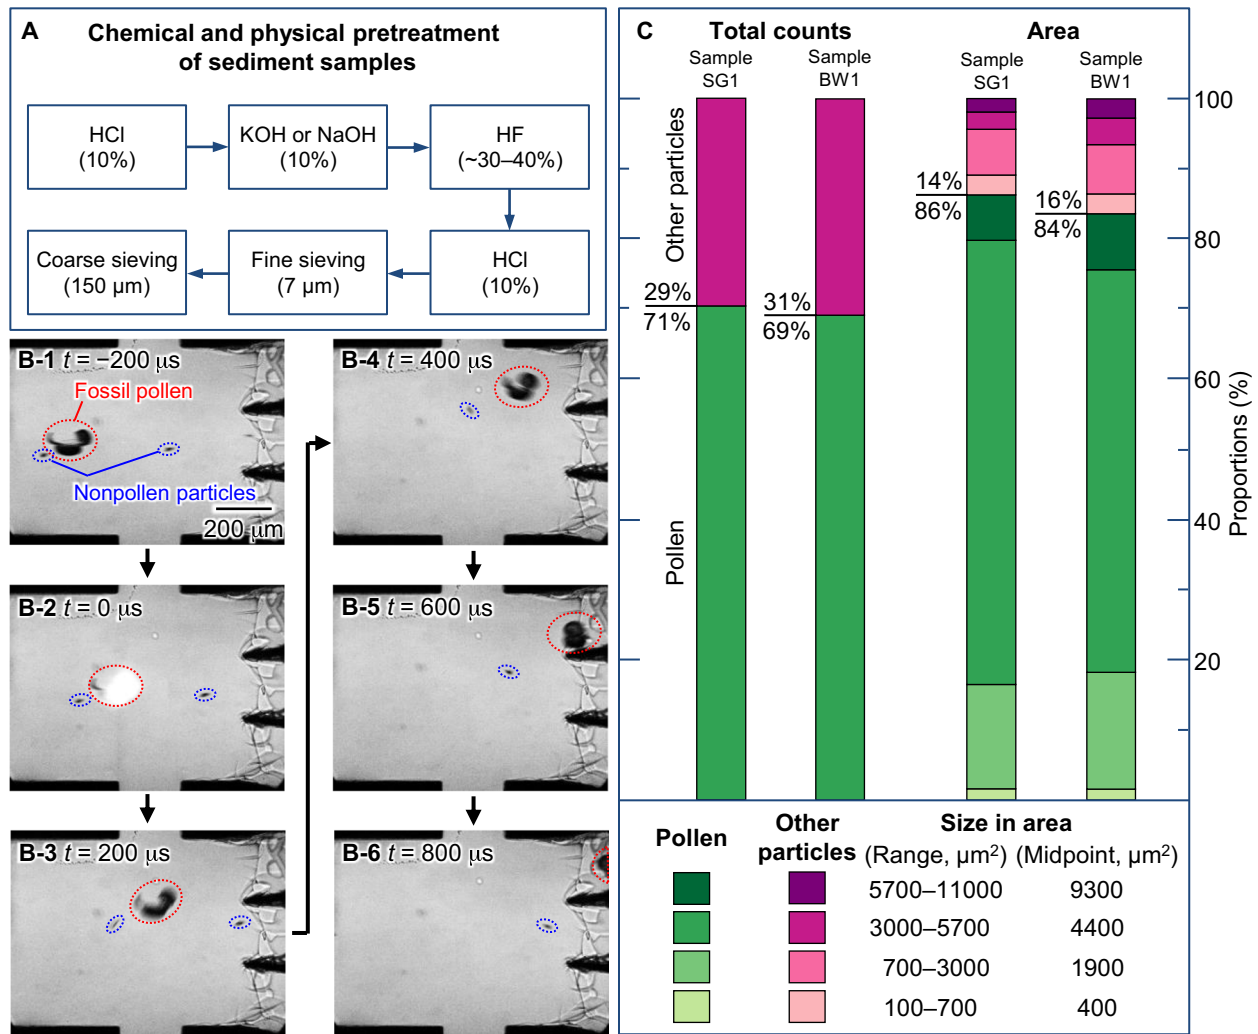 A
Chemical and physical pretreatment
of sediment samples
HCl
(10%)
KOH or NaOH
(10%)
HF
(~30–40%)
Coarse sieving
(150 µm)
Fine sieving
(7 µm)
HCl
(10%)
B-1 t = −200 µs
Fossil pollen
Nonpollen particles
200 µm
B-2 t = 0 µs
B-3 t = 200 µs
B-4 t = 400 µs
B-5 t = 600 µs
B-6 t = 800 µs
C
Total counts
Area
Sample
SG1
Sample
BW1
Sample
SG1
Sample
BW1
Other particles
Pollen
29%
71%
31%
69%
14%
86%
16%
84%
100
80
60
40
20
Proportions (%)
Pollen
Other
particles
Size in area
(Range, µm²) (Midpoint, µm²)
5700–11000 9300
3000–5700 4400
700–3000 1900
100–700 400